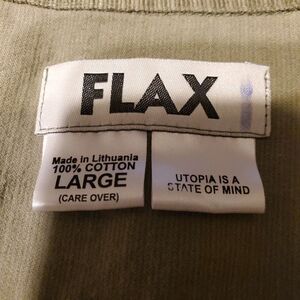 FLAX
Made in Lithuania
100% COTTON
LARGE
(CARE OVER)
UTOPIA IS A
STATE OF MIND